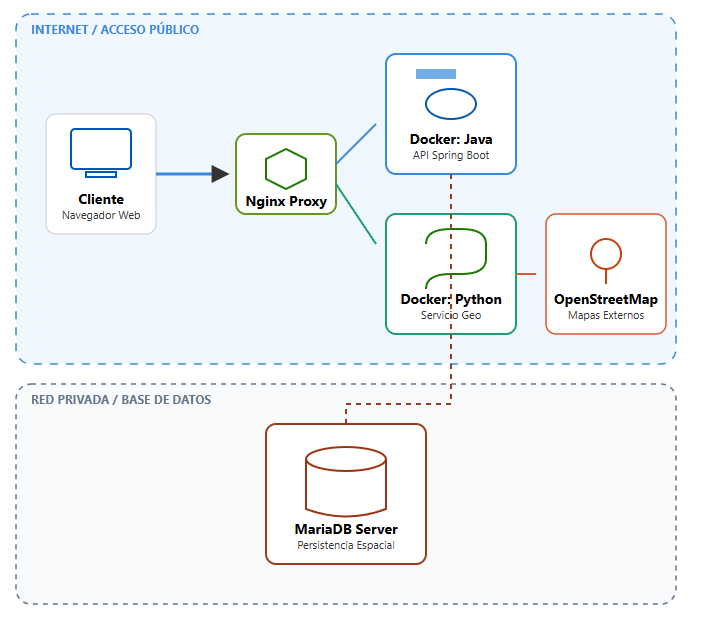 INTERNET / ACCESO PÚBLICO
Cliente
Navegador Web
Nginx Proxy
Docker: Java
API Spring Boot
Docker: Python
Servicio Geo
OpenStreetMap
Mapas Externos
RED PRIVADA / BASE DE DATOS
MariaDB Server
Persistencia Espacial